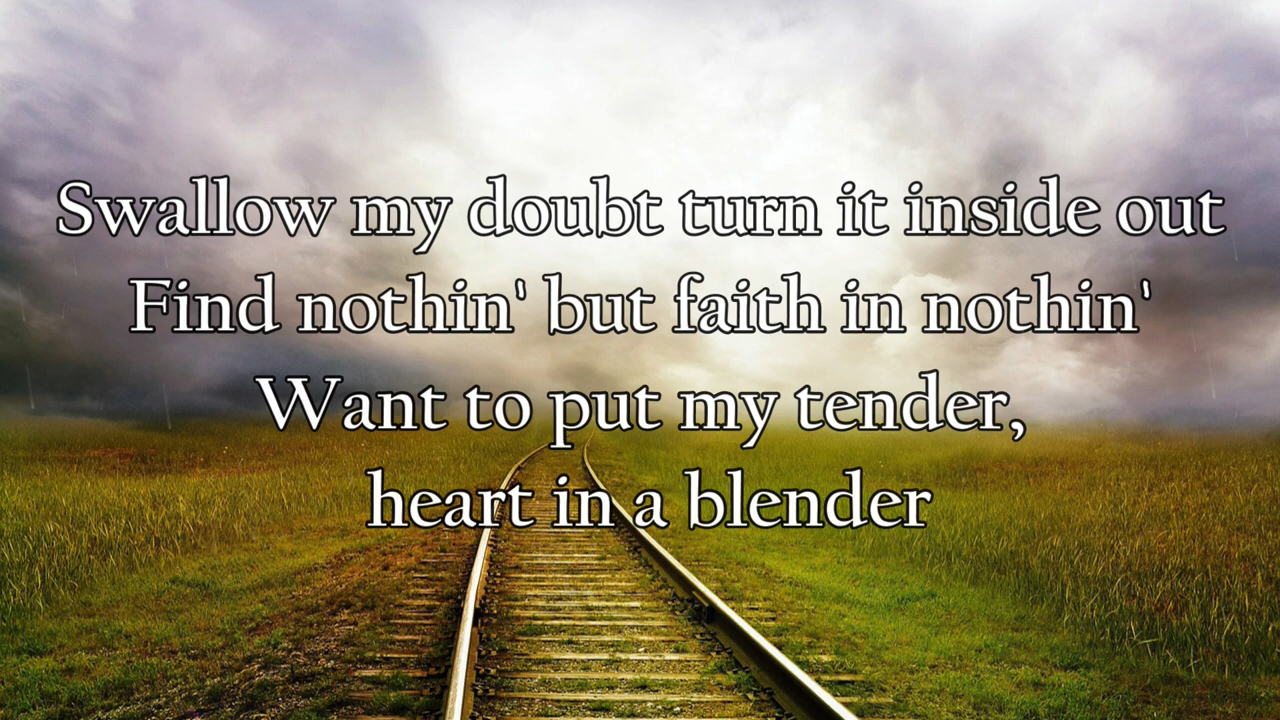 Swallow my doubt turn it inside out
Find nothin' but faith in nothin'
Want to put my tender,
heart in a blender